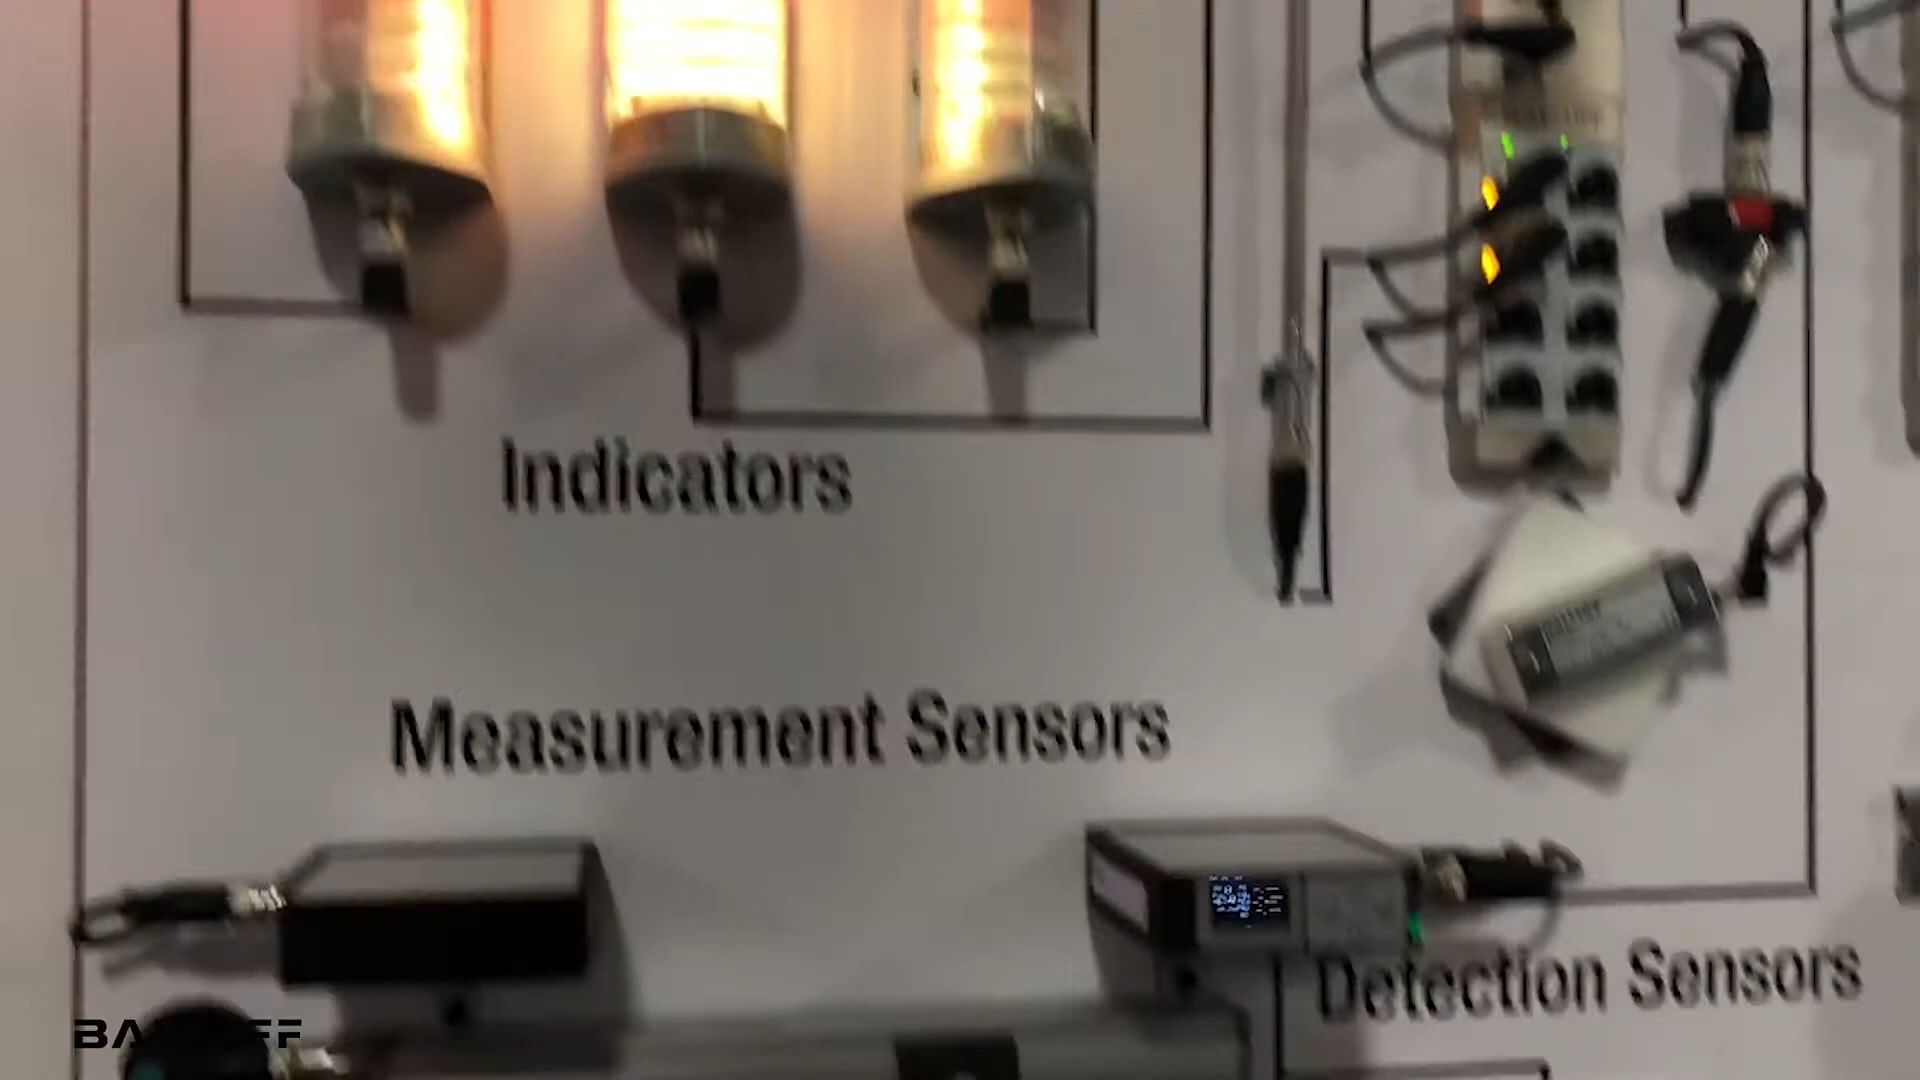 Indicators
Measurement Sensors
Detection Sensors